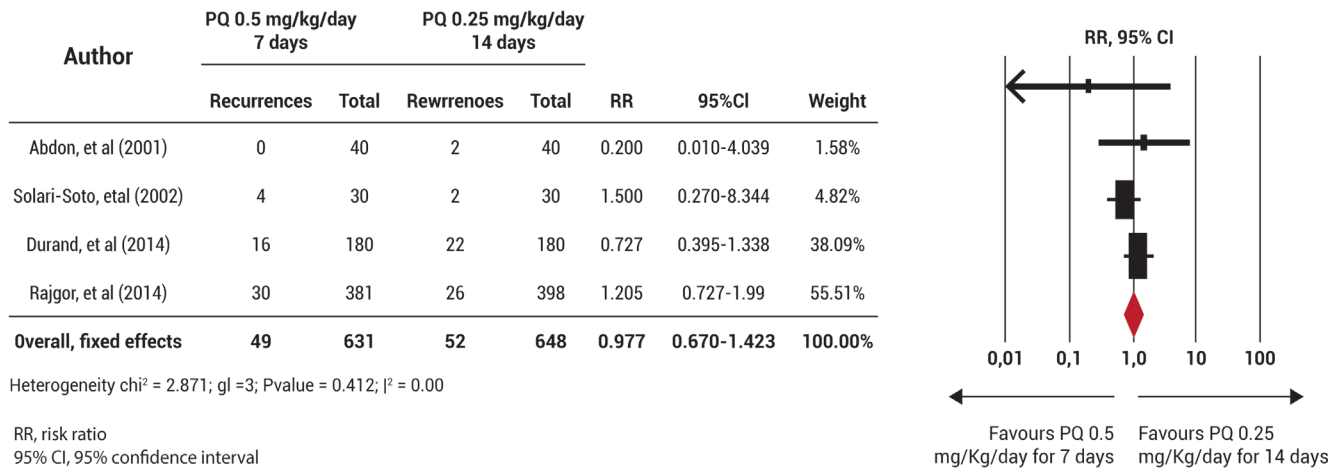 PQ 0.5 mg/kg/day PQ 0.25 mg/kg/day
7 days 14 days
Author
Recurrences Total Rewrrenoes Total RR 95%Cl Weight
Abdon, et al (2001) 0 40 2 40 0.200 0.010-4.039 1.58%
Solari-Soto, etal (2002) 4 30 2 30 1.500 0.270-8.344 4.82%
Durand, et al (2014) 16 180 22 180 0.727 0.395-1.338 38.09%
Rajgor, et al (2014) 30 381 26 398 1.205 0.727-1.99 55.51%
Overall, fixed effects 49 631 52 648 0.977 0.670-1.423 100.00%
Heterogeneity chi² = 2.871; gl =3; Pvalue = 0.412; |² = 0.00
RR, risk ratio
95% CI, 95% confidence interval
RR, 95% CI
0,01 0,1 1,0 10 100
Favours PQ 0.5 Favours PQ 0.25
mg/Kg/day for 7 days mg/Kg/day for 14 days